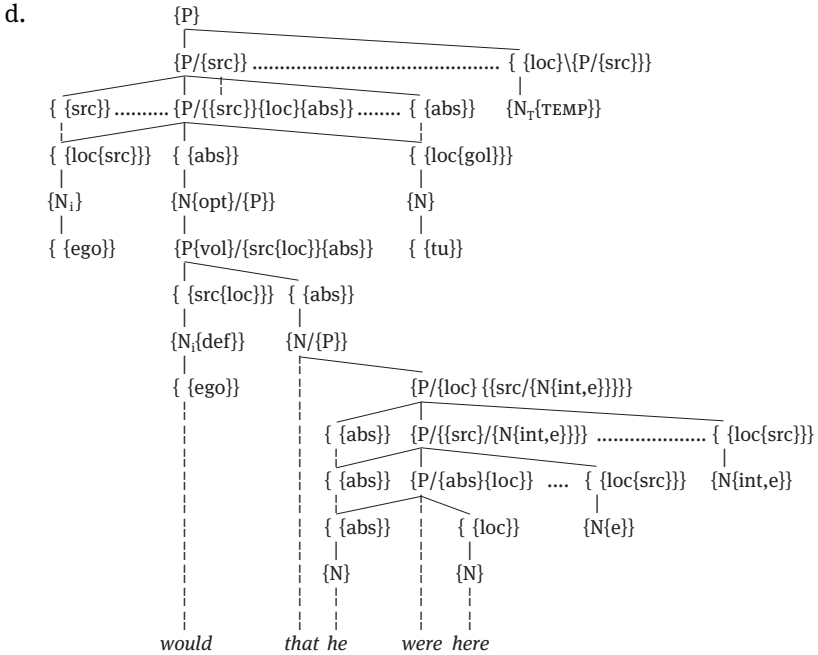 d.
{P}
{P/{src}} ........................................... { {loc}\{P/{src}}}
{ {src}} .......... {P/{{src}}{loc}{abs}} ........ { {abs}} {N_T{TEMP}}
{ {loc{src}}} { {abs}} { {loc{gol}}}
{N_i} {N{opt}/{P}} {N}
{ {ego}} {P{vol}/{src{loc}}{abs}} { {tu}}
{ {src{loc}}} { {abs}}
{N_i{def}} {N/{P}}
{ {ego}} {P/{loc} {{src/{N{int,e}}}}}
{ {abs}} {P/{{src}/{N{int,e}}}} ..................... { {loc{src}}}
{ {abs}} {P/{abs}{loc}} .... { {loc{src}}} {N{int,e}}
{ {abs}} { {loc}} {N{e}}
{N} {N}
would that he were here